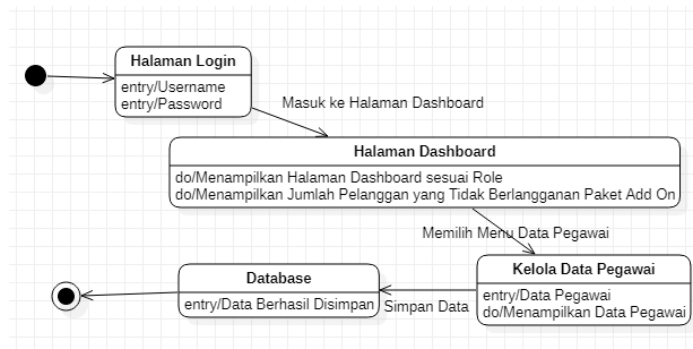 Halaman Login
entry/Username
entry/Password
Masuk ke Halaman Dashboard
Halaman Dashboard
do/Menampilkan Halaman Dashboard sesuai Role
do/Menampilkan Jumlah Pelanggan yang Tidak Berlangganan Paket Add On
Memilih Menu Data Pegawai
Kelola Data Pegawai
entry/Data Pegawai
do/Menampilkan Data Pegawai
Simpan Data
Database
entry/Data Berhasil Disimpan